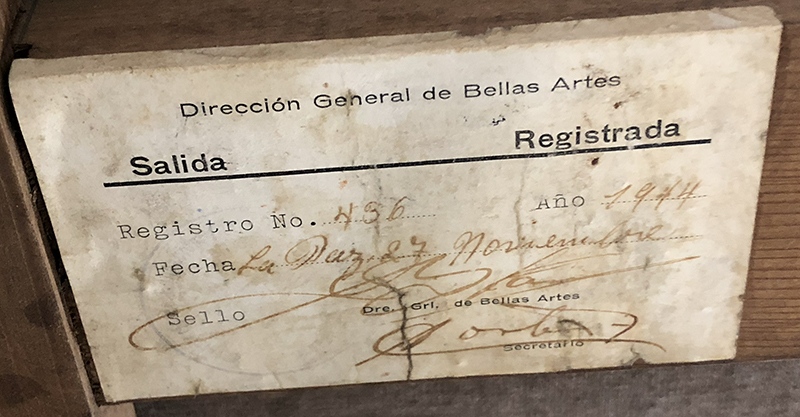 Dirección General de Bellas Artes
Salida Registrada
Registro No. 436 Año 1944
Fecha La Paz 27 Noviembre
Sello
Dre. Grl. de Bellas Artes
Secretario